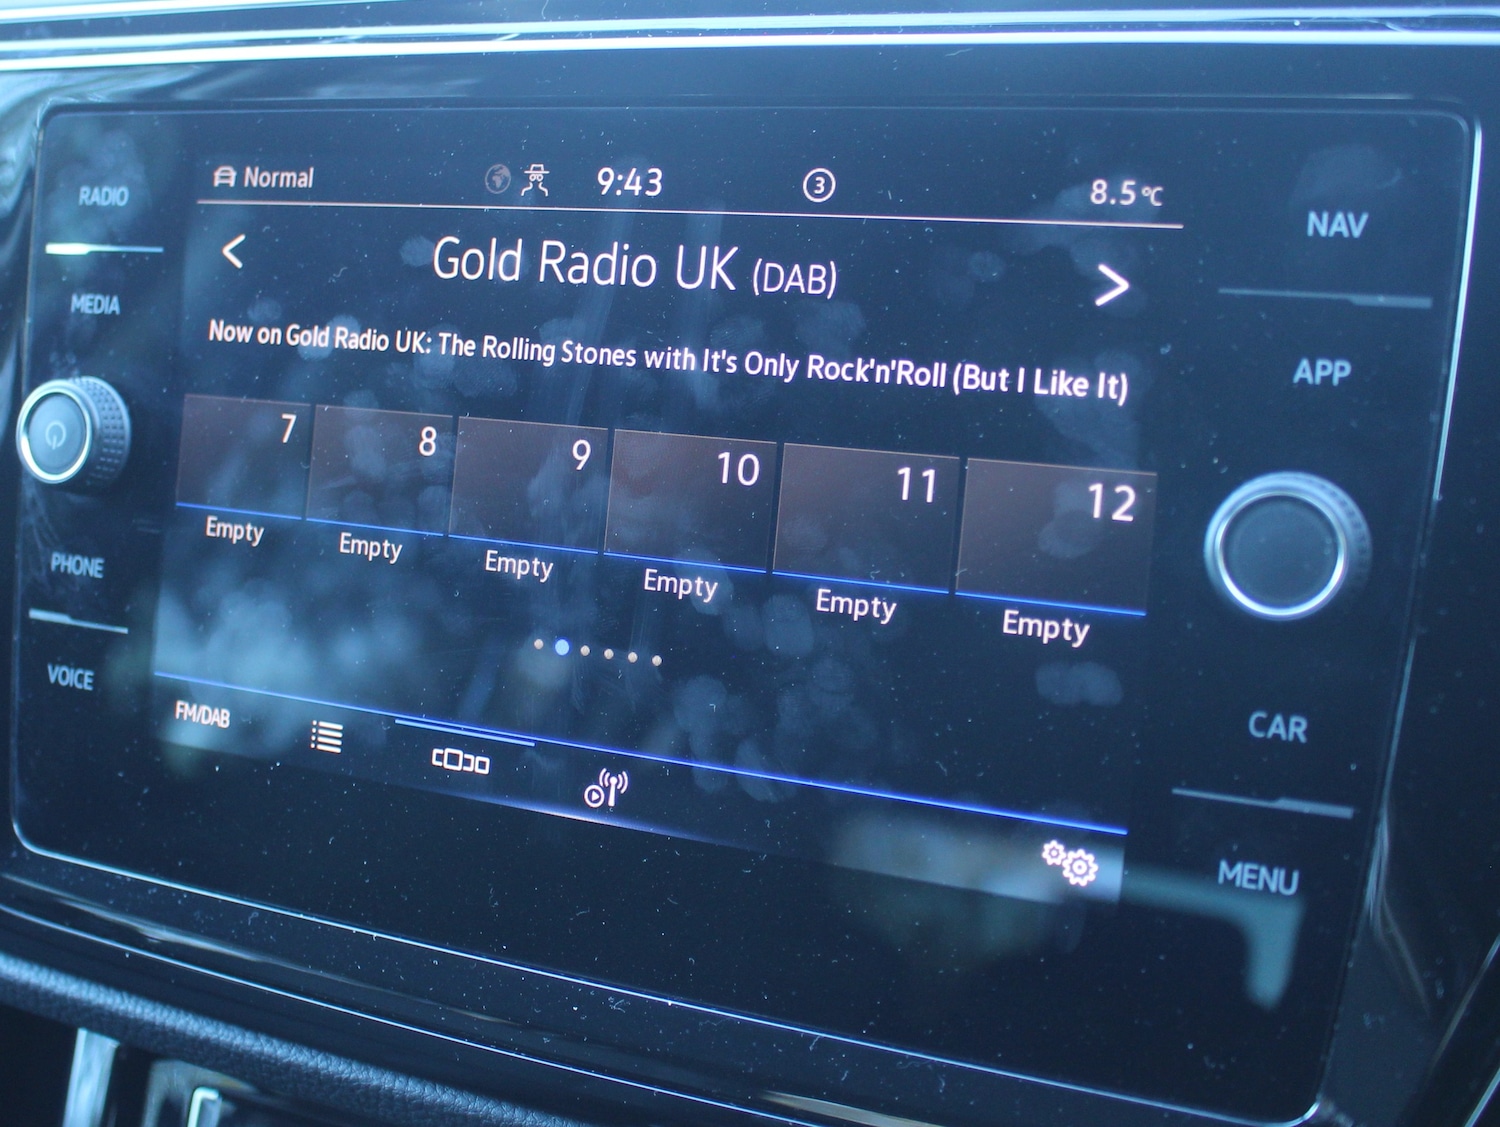 RADIO
MEDIA
PHONE
VOICE
Normal
9:43
3
8.5°C
< Gold Radio UK (DAB) >
Now on Gold Radio UK: The Rolling Stones with It's Only Rock'n'Roll (But I Like It)
7 8 9 10 11 12
Empty Empty Empty Empty Empty Empty
FM/DAB
NAV
APP
CAR
MENU